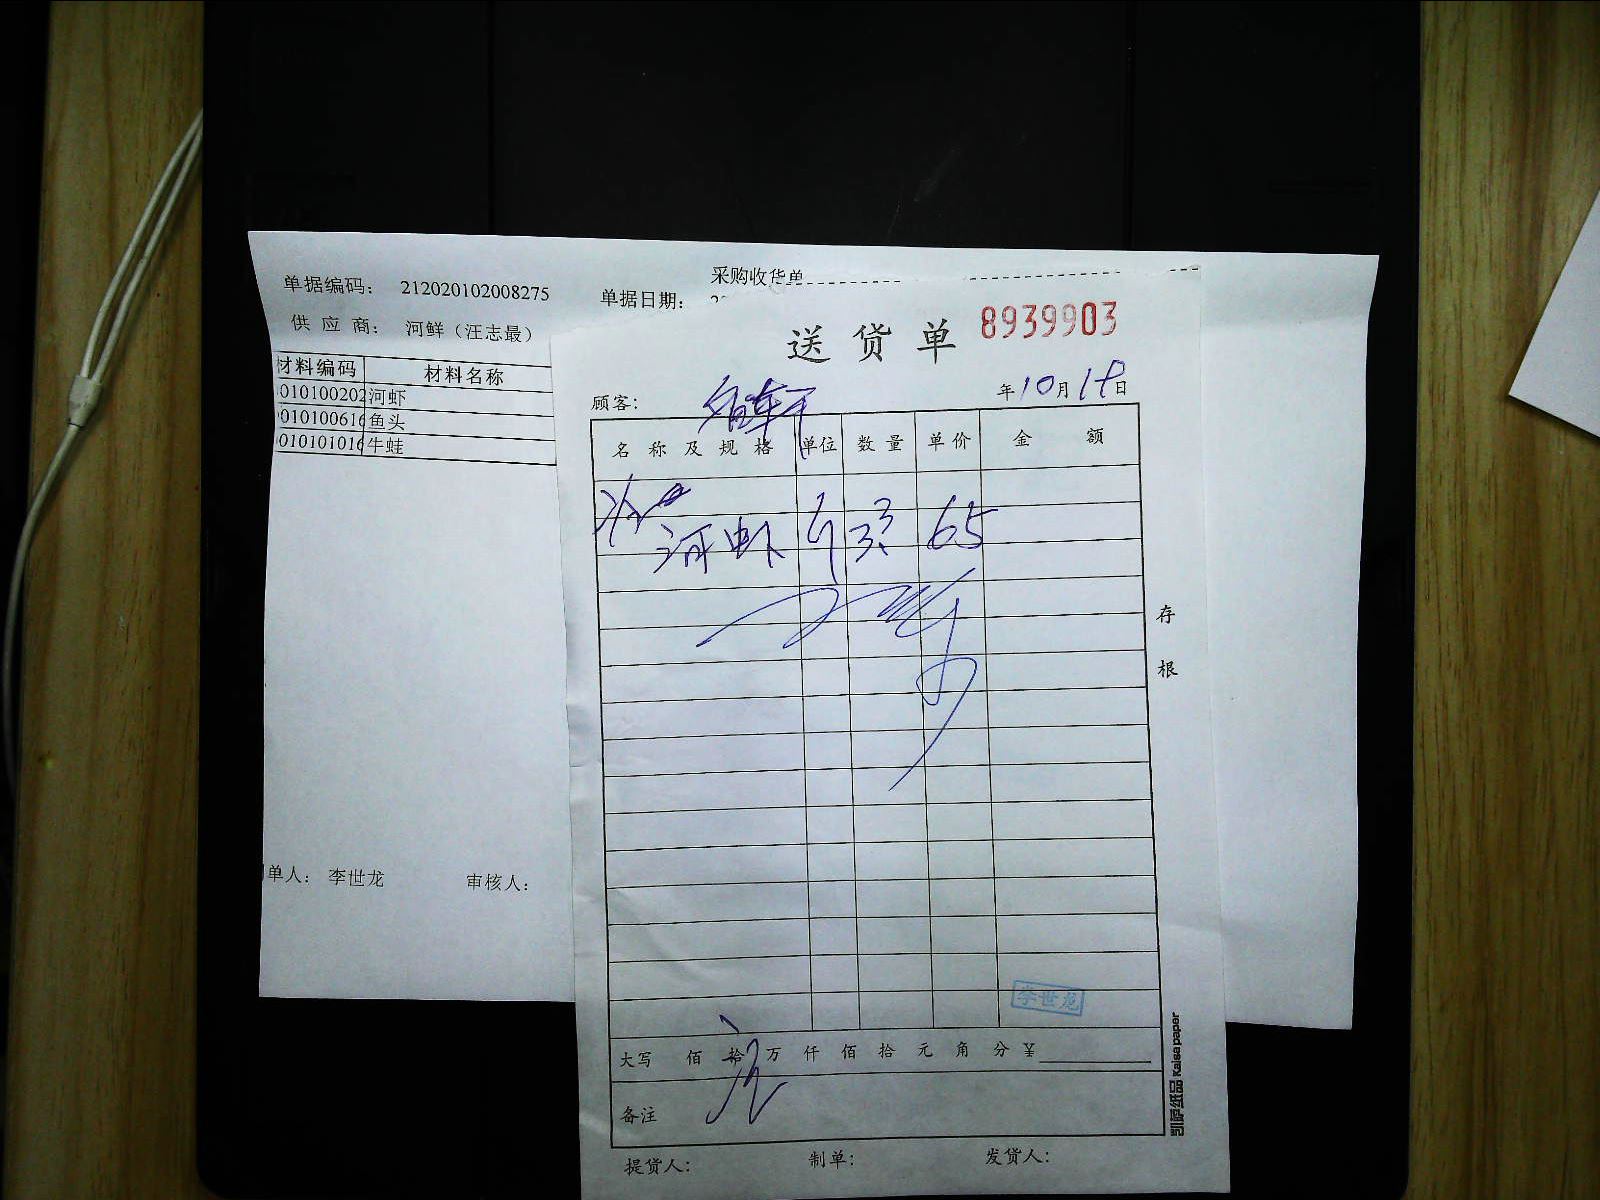 采购收货单
单据编码： 212020102008275 单据日期：
供 应 商： 河鲜（汪志最）
材料编码 材料名称
010100202 河虾
010100616 鱼头
010101016 牛蛙
单人： 李世龙 审核人：
送货单 8939903
年10月18日
顾客：
名称及规格 单位 数量 单价 金额
河虾 斤 65
存根
李世龙
大写 佰 拾 万 仟 佰 拾 元 角 分 ¥
备注
提货人： 制单： 发货人：
凯萨纸品 Kaisa paper